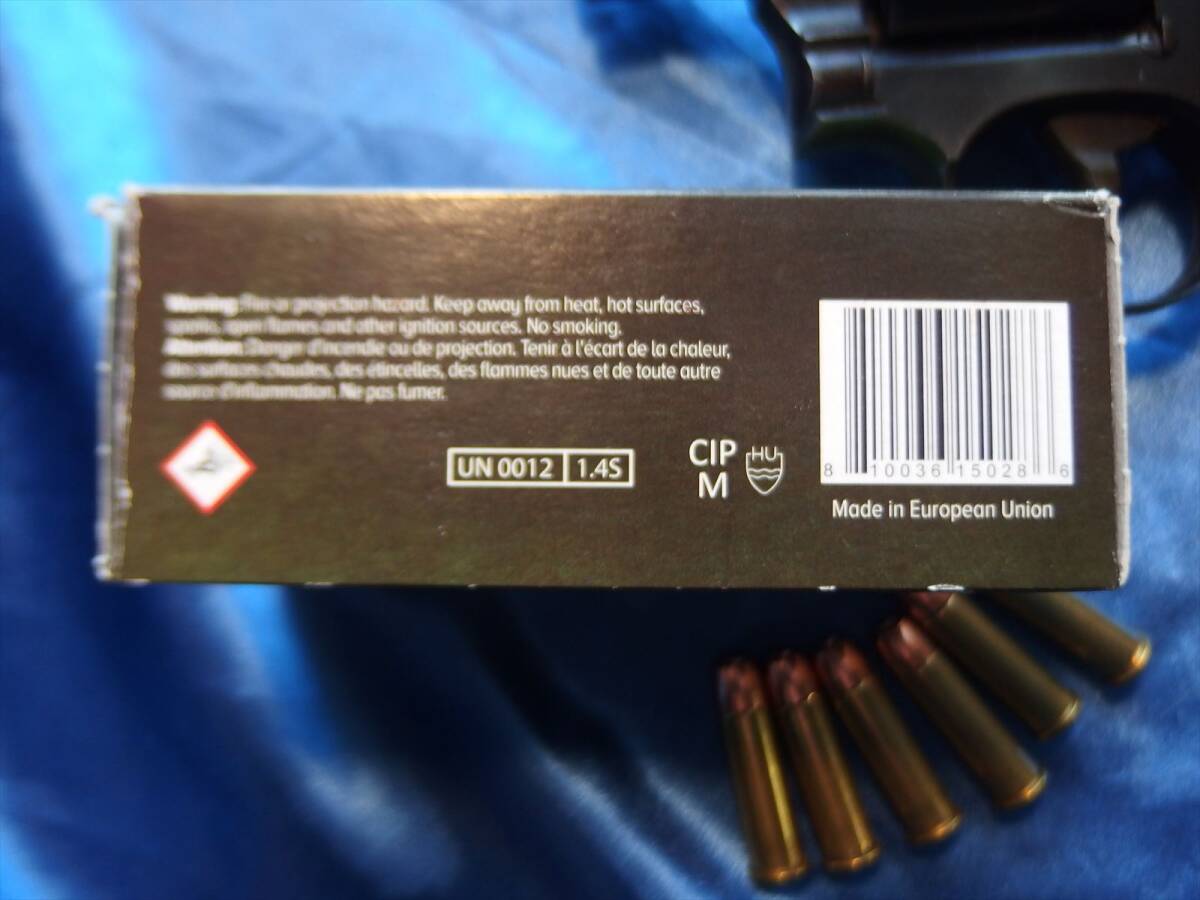 Warning: Fire or projection hazard. Keep away from heat, hot surfaces,
sparks, open flames and other ignition sources. No smoking.
Attention: Danger d'incendie ou de projection. Tenir à l'écart de la chaleur,
des surfaces chaudes, des étincelles, des flammes nues et de toute autre
source d'inflammation. Ne pas fumer.
UN 0012 1.4S
CIP
M
HU
8 10036 15028 6
Made in European Union